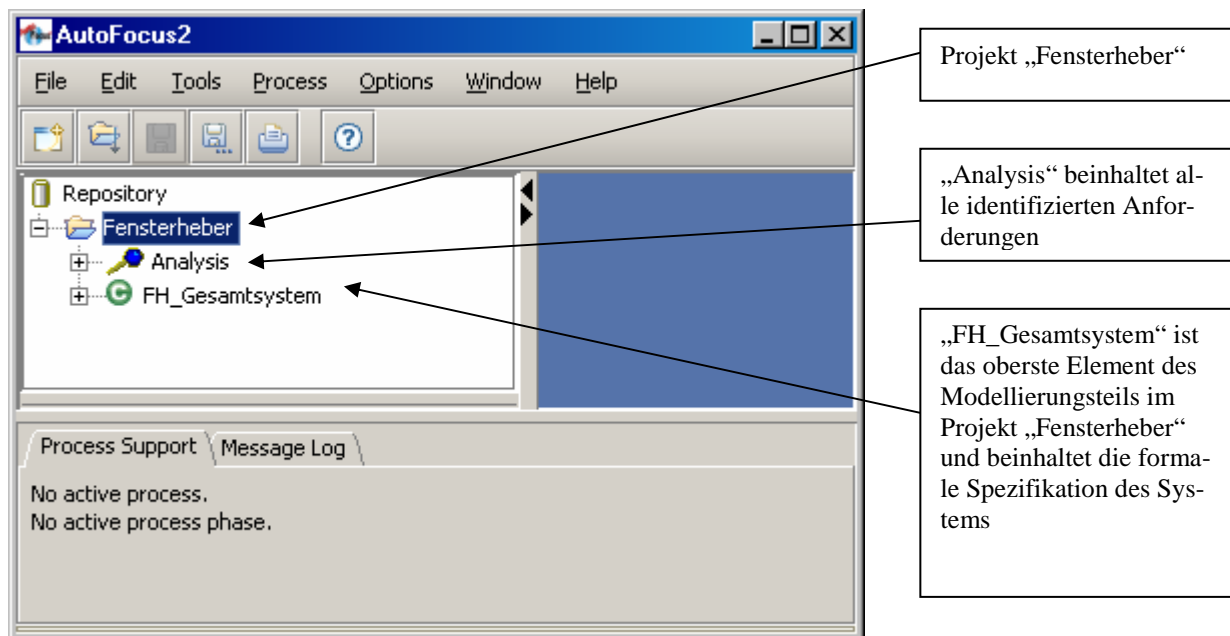 AutoFocus2
File Edit Tools Process Options Window Help
Repository
Fensterheber
Analysis
FH_Gesamtsystem
Process Support
Message Log
No active process.
No active process phase.
Projekt „Fensterheber“
„Analysis“ beinhaltet al-
le identifizierten Anfor-
derungen
„FH_Gesamtsystem“ ist
das oberste Element des
Modellierungsteils im
Projekt „Fensterheber“
und beinhaltet die forma-
le Spezifikation des Sys-
tems